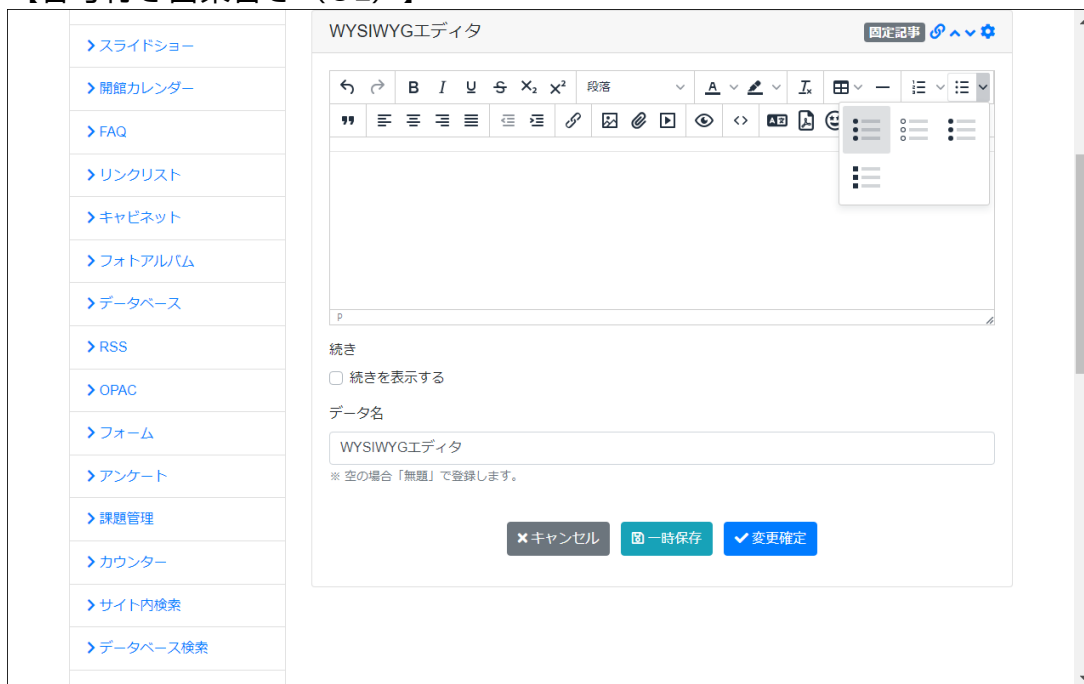 スライドショー
開館カレンダー
FAQ
リンクリスト
キャビネット
フォトアルバム
データベース
RSS
OPAC
フォーム
アンケート
課題管理
カウンター
サイト内検索
データベース検索
WYSIWYGエディタ
固定記事
B I U S X₂ X² 段落 A
P
続き
続きを表示する
データ名
WYSIWYGエディタ
※ 空の場合「無題」で登録します。
キャンセル
一時保存
変更確定